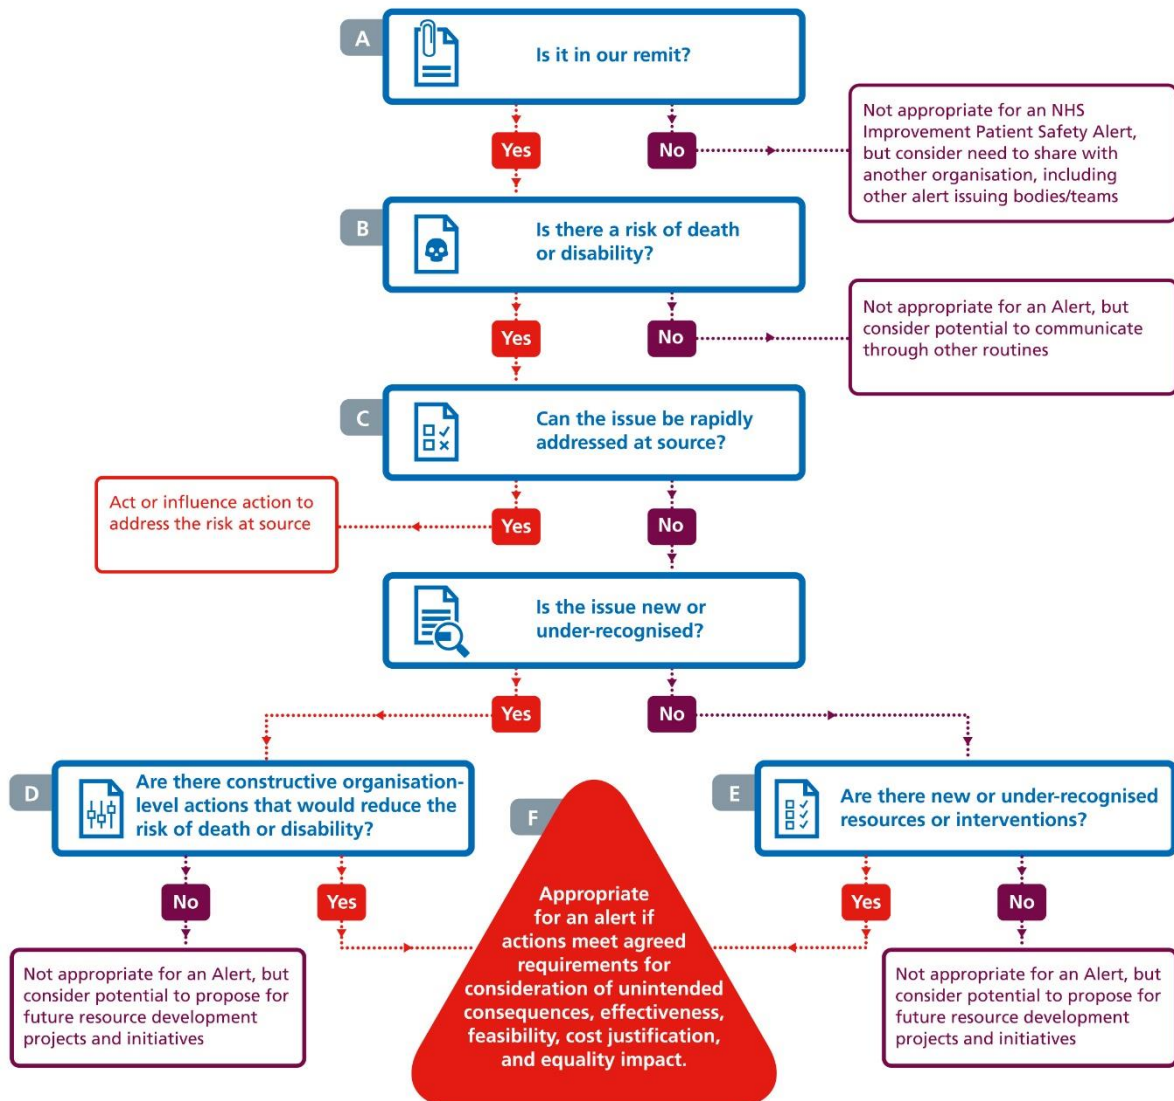 A
Is it in our remit?
Yes
No
Not appropriate for an NHS
Improvement Patient Safety Alert,
but consider need to share with
another organisation, including
other alert issuing bodies/teams
B
Is there a risk of death
or disability?
Yes
No
Not appropriate for an Alert, but
consider potential to communicate
through other routines
C
Can the issue be rapidly
addressed at source?
Act or influence action to
address the risk at source
Yes
No
Is the issue new or
under-recognised?
Yes
No
D
Are there constructive organisation-
level actions that would reduce the
risk of death or disability?
No
Yes
Not appropriate for an Alert, but
consider potential to propose for
future resource development
projects and initiatives
F
Appropriate
for an alert if
actions meet agreed
requirements for
consideration of unintended
consequences, effectiveness,
feasibility, cost justification,
and equality impact.
E
Are there new or under-recognised
resources or interventions?
Yes
No
Not appropriate for an Alert, but
consider potential to propose for
future resource development
projects and initiatives